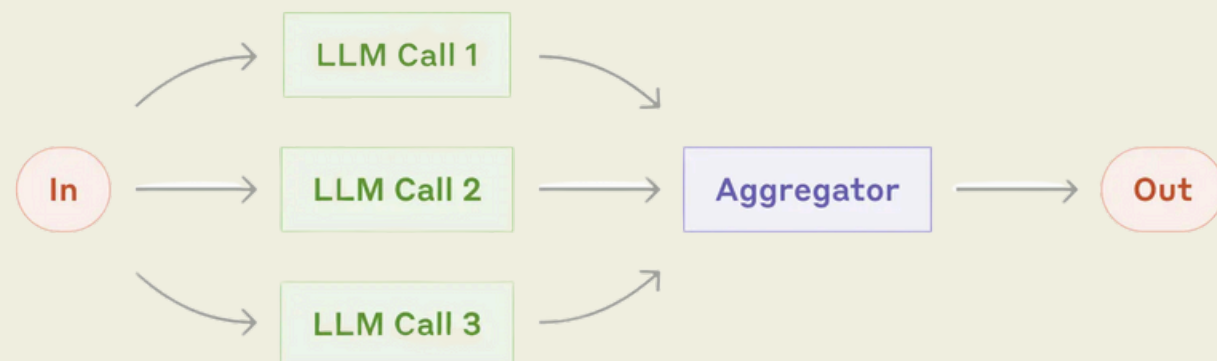 LLM Call 1
In
LLM Call 2
Aggregator
Out
LLM Call 3